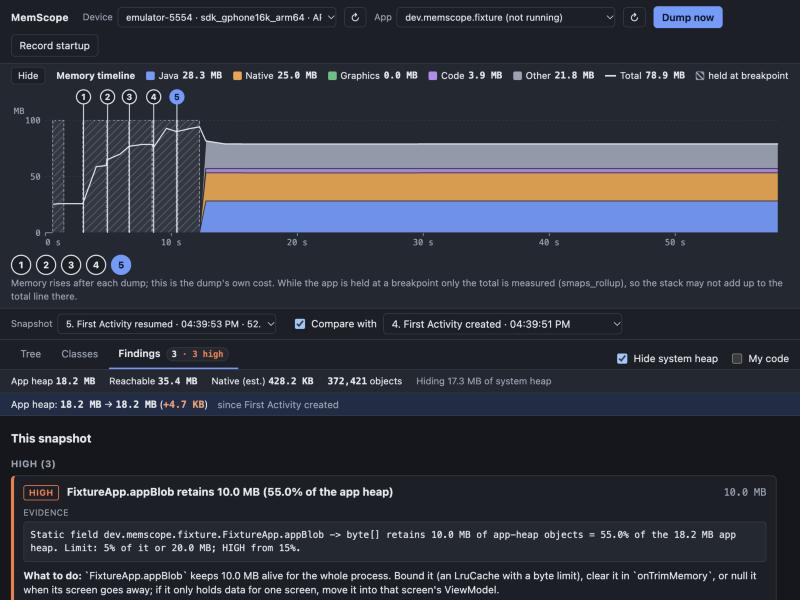 MemScope Device emulator-5554 · sdk_gphone16k_arm64 · AF App dev.memscope.fixture (not running) Dump now
Record startup
Hide Memory timeline Java 28.3 MB Native 25.0 MB Graphics 0.0 MB Code 3.9 MB Other 21.8 MB Total 78.9 MB held at breakpoint
1 2 3 4 5
MB
100
50
0
0 s 10 s 20 s 30 s 40 s 50 s
1 2 3 4 5
Memory rises after each dump; this is the dump's own cost. While the app is held at a breakpoint only the total is measured (smaps_rollup), so the stack may not add up to the
total line there.
Snapshot 5. First Activity resumed · 04:39:53 PM · 52. Compare with 4. First Activity created · 04:39:51 PM
Tree Classes Findings 3 · 3 high Hide system heap My code
App heap 18.2 MB Reachable 35.4 MB Native (est.) 428.2 KB 372,421 objects Hiding 17.3 MB of system heap
App heap: 18.2 MB → 18.2 MB (+4.7 KB) since First Activity created
This snapshot
HIGH (3)
HIGH FixtureApp.appBlob retains 10.0 MB (55.0% of the app heap) 10.0 MB
EVIDENCE
Static field dev.memscope.fixture.FixtureApp.appBlob -> byte[] retains 10.0 MB of app-heap objects = 55.0% of the 18.2 MB app
heap. Limit: 5% of it or 20.0 MB; HIGH from 15%.
What to do: `FixtureApp.appBlob` keeps 10.0 MB alive for the whole process. Bound it (an LruCache with a byte limit), clear it in `onTrimMemory`, or null it
when its screen goes away; if it only holds data for one screen, move it into that screen's ViewModel.